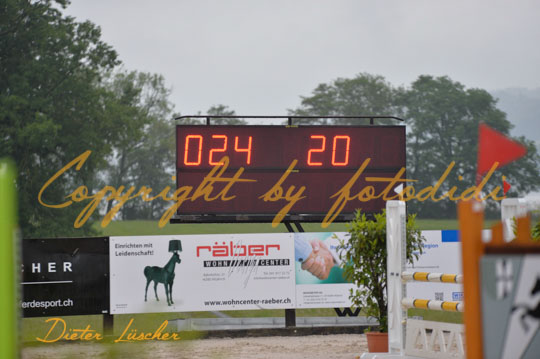 024 20
Copyright by fotodidi
Einrichten mit
Leidenschaft!
räber
WOHN CENTER
www.wohncenter-raeber.ch
CHER
erdesport.ch
Dieter Lüscher